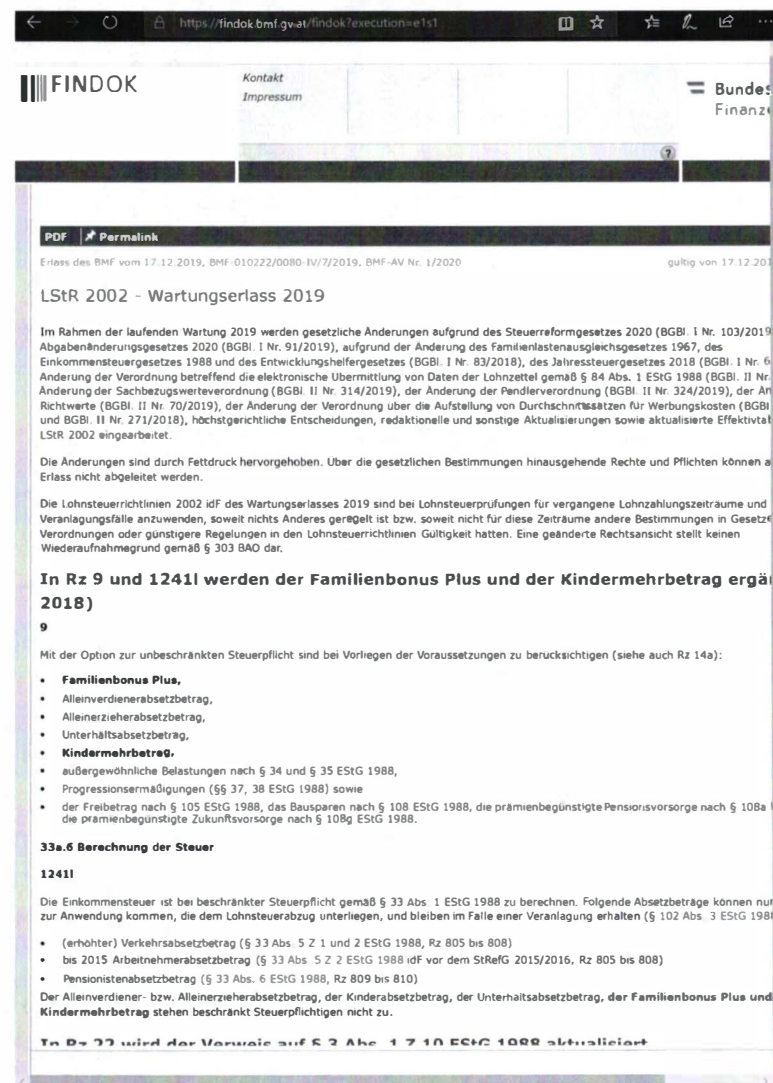 https://findok.bmf.gv.at/findok?execution=e1s1
FINDOK
Kontakt
Impressum
Bundes
Finanz
?
PDF Permalink
Erlass des BMF vom 17.12.2019, BMF-010222/0080-IV/7/2019, BMF-AV Nr. 1/2020 gültig von 17.12.201
LStR 2002 - Wartungserlass 2019
Im Rahmen der laufenden Wartung 2019 werden gesetzliche Änderungen aufgrund des Steuerreformgesetzes 2020 (BGBl. I Nr. 103/2019
Abgabenänderungsgesetzes 2020 (BGBl. I Nr. 91/2019), aufgrund der Änderung des Familienlastenausgleichsgesetzes 1967, des
Einkommensteuergesetzes 1988 und des Entwicklungshelfergesetzes (BGBl. I Nr. 83/2018), des Jahressteuergesetzes 2018 (BGBl. I Nr. 6
Änderung der Verordnung betreffend die elektronische Übermittlung von Daten der Lohnzettel gemäß § 84 Abs. 1 EStG 1988 (BGBl. II Nr.
Änderung der Sachbezugswerteverordnung (BGBl. II Nr. 314/2019), der Änderung der Pendlerverordnung (BGBl. II Nr. 324/2019), der Än
Richtwerte (BGBl. II Nr. 70/2019), der Änderung der Verordnung über die Aufstellung von Durchschnittssätzen für Werbungskosten (BGBl
und BGBl. II Nr. 271/2018), höchstgerichtliche Entscheidungen, redaktionelle und sonstige Aktualisierungen sowie aktualisierte Effektivtab
LStR 2002 eingearbeitet.
Die Änderungen sind durch Fettdruck hervorgehoben. Über die gesetzlichen Bestimmungen hinausgehende Rechte und Pflichten können a
Erlass nicht abgeleitet werden.
Die Lohnsteuerrichtlinien 2002 idF des Wartungserlasses 2019 sind bei Lohnsteuerprüfungen für vergangene Lohnzahlungszeiträume und
Veranlagungsfälle anzuwenden, soweit nichts Anderes geregelt ist bzw. soweit nicht für diese Zeiträume andere Bestimmungen in Gesetze
Verordnungen oder günstigere Regelungen in den Lohnsteuerrichtlinien Gültigkeit hatten. Eine geänderte Rechtsansicht stellt keinen
Wiederaufnahmegrund gemäß § 303 BAO dar.
In Rz 9 und 1241l werden der Familienbonus Plus und der Kindermehrbetrag ergä
2018)
9
Mit der Option zur unbeschränkten Steuerpflicht sind bei Vorliegen der Voraussetzungen zu berücksichtigen (siehe auch Rz 14a):
• Familienbonus Plus,
• Alleinverdienerabsetzbetrag,
• Alleinerzieherabsetzbetrag,
• Unterhaltsabsetzbetrag,
• Kindermehrbetrag,
• außergewöhnliche Belastungen nach § 34 und § 35 EStG 1988,
• Progressionsermäßigungen (§§ 37, 38 EStG 1988) sowie
• der Freibetrag nach § 105 EStG 1988, das Bausparen nach § 108 EStG 1988, die prämienbegünstigte Pensionsvorsorge nach § 108a
die prämienbegünstigte Zukunftsvorsorge nach § 108g EStG 1988.
33a.6 Berechnung der Steuer
1241l
Die Einkommensteuer ist bei beschränkter Steuerpflicht gemäß § 33 Abs. 1 EStG 1988 zu berechnen. Folgende Absetzbeträge können nur
zur Anwendung kommen, die dem Lohnsteuerabzug unterliegen, und bleiben im Falle einer Veranlagung erhalten (§ 102 Abs. 3 EStG 1988
• (erhöhter) Verkehrsabsetzbetrag (§ 33 Abs. 5 Z 1 und 2 EStG 1988, Rz 805 bis 808)
• bis 2015 Arbeitnehmerabsetzbetrag (§ 33 Abs. 5 Z 2 EStG 1988 idF vor dem StRefG 2015/2016, Rz 805 bis 808)
• Pensionistenabsetzbetrag (§ 33 Abs. 6 EStG 1988, Rz 809 bis 810)
Der Alleinverdiener- bzw. Alleinerzieherabsetzbetrag, der Kinderabsetzbetrag, der Unterhaltsabsetzbetrag, der Familienbonus Plus und
Kindermehrbetrag stehen beschränkt Steuerpflichtigen nicht zu.
In Rz 22 wird der Verweis auf § 3 Abs. 1 Z 10 EStG 1988 aktualisiert